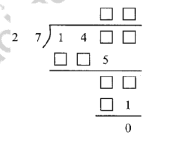 □ □
2 7 ) 1 4 □ □
□ □ 5
□ □
□ 1
0